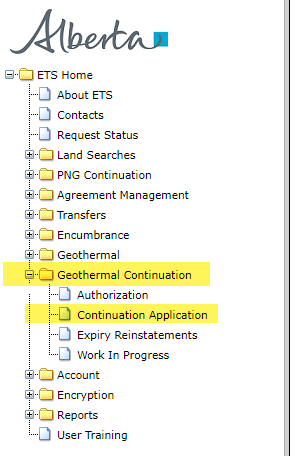 Alberta
ETS Home
About ETS
Contacts
Request Status
Land Searches
PNG Continuation
Agreement Management
Transfers
Encumbrance
Geothermal
Geothermal Continuation
Authorization
Continuation Application
Expiry Reinstatements
Work In Progress
Account
Encryption
Reports
User Training